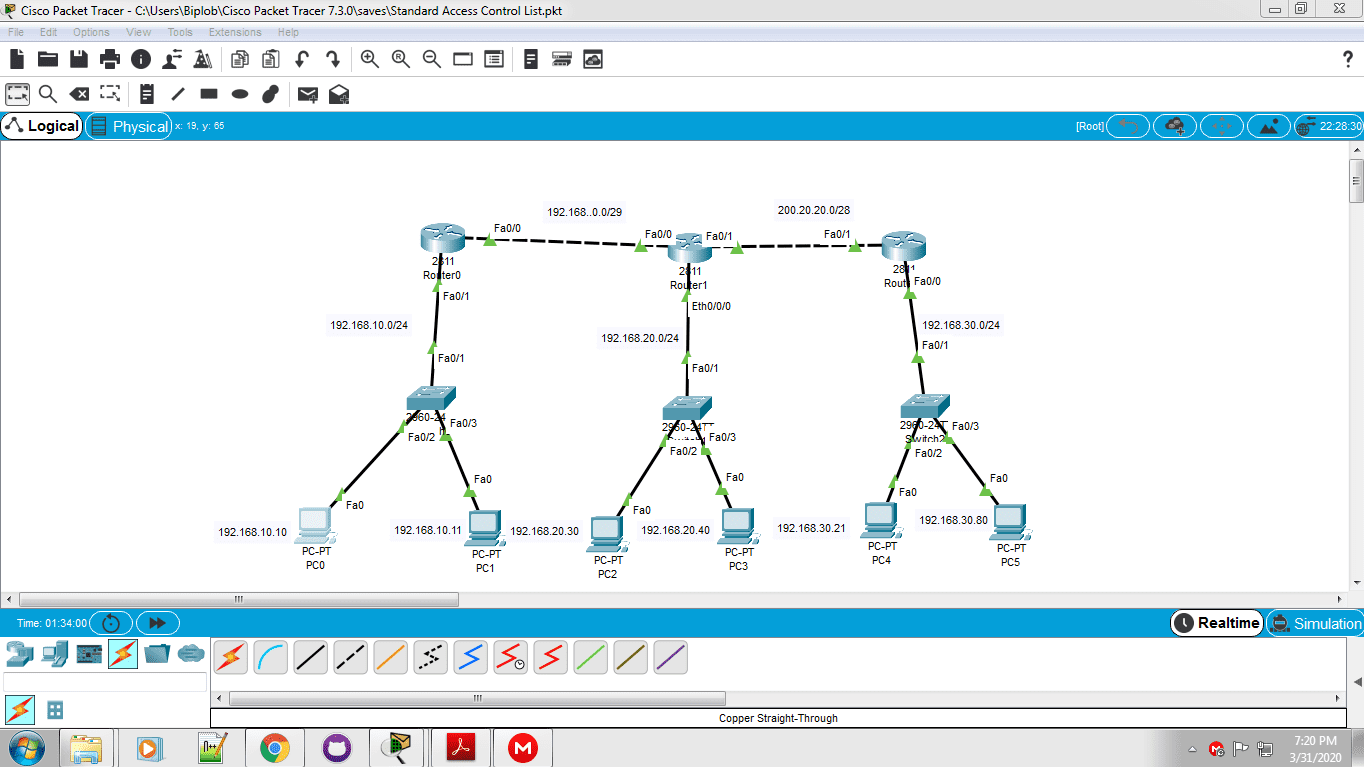 Cisco Packet Tracer - C:\Users\Biplob\Cisco Packet Tracer 7.3.0\saves\Standard Access Control List.pkt
File Edit Options View Tools Extensions Help
Logical Physical x: 19, y: 65 [Root] 22:28:30
192.168..0.0/29 200.20.20.0/28
Fa0/0 Fa0/0 Fa0/1 Fa0/1
2811 2811 2811
Router0 Router1 Fa0/0
Fa0/1 Eth0/0/0
192.168.10.0/24 192.168.20.0/24 192.168.30.0/24
Fa0/1 Fa0/1 Fa0/1
2960-24 2960-24T 2960-24T
Switch2
Fa0/3 Fa0/3 Fa0/3
Fa0/2 Fa0/2 Fa0/2
Fa0 Fa0 Fa0 Fa0 Fa0 Fa0
192.168.10.10 192.168.10.11 192.168.20.30 192.168.20.40 192.168.30.21 192.168.30.80
PC-PT PC-PT PC-PT PC-PT PC-PT PC-PT
PC0 PC1 PC2 PC3 PC4 PC5
Time: 01:34:00 Realtime Simulation
Copper Straight-Through
7:20 PM
3/31/2020